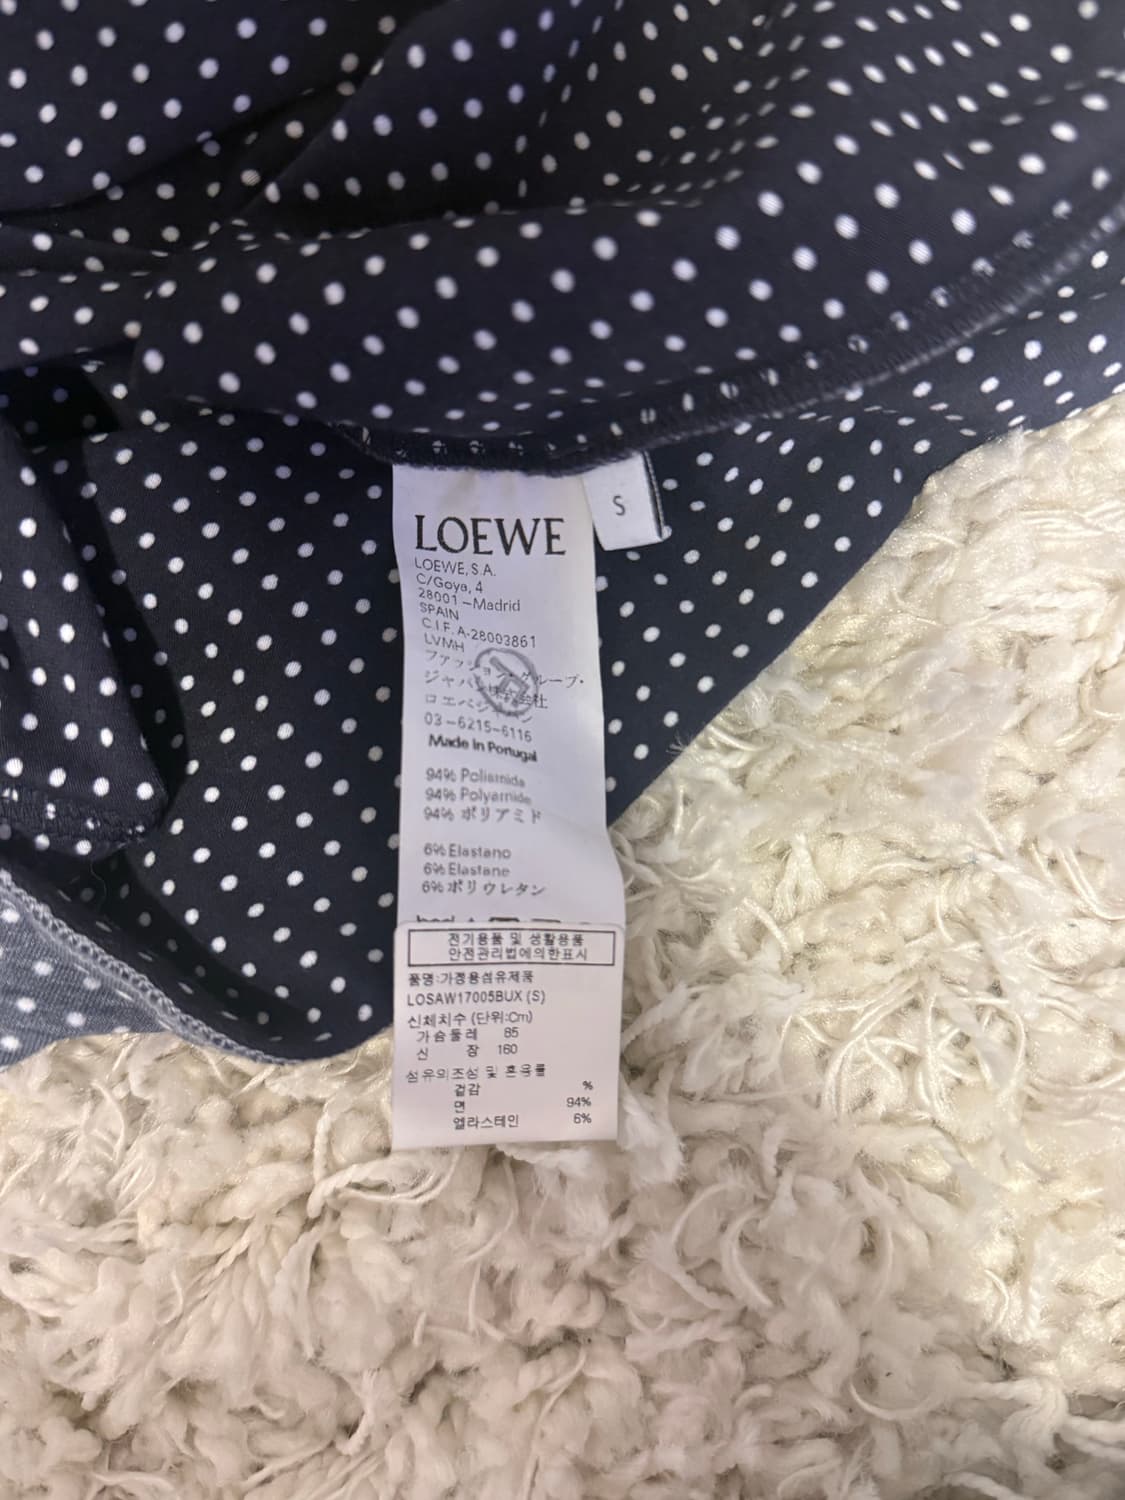 S
LOEWE
LOEWE, S.A.
C/Goya, 4
28001-Madrid
SPAIN
C.I.F. A-28003861
LVMH
ファッション・グループ・
ジャパン株式会社
ロエベジャパン
03-6215-6116
Made in Portugal
94% Poliamida
94% Polyamide
94% ポリアミド
6% Elastano
6% Elastane
6% ポリウレタン
전기용품 및 생활용품
안전관리법에의한표시
품명:가정용섬유제품
LOSAW17005BUX (S)
신체치수 (단위:Cm)
가슴둘레 85
신 장 160
섬유의조성 및 혼용률
겉감 %
면 94%
엘라스테인 6%